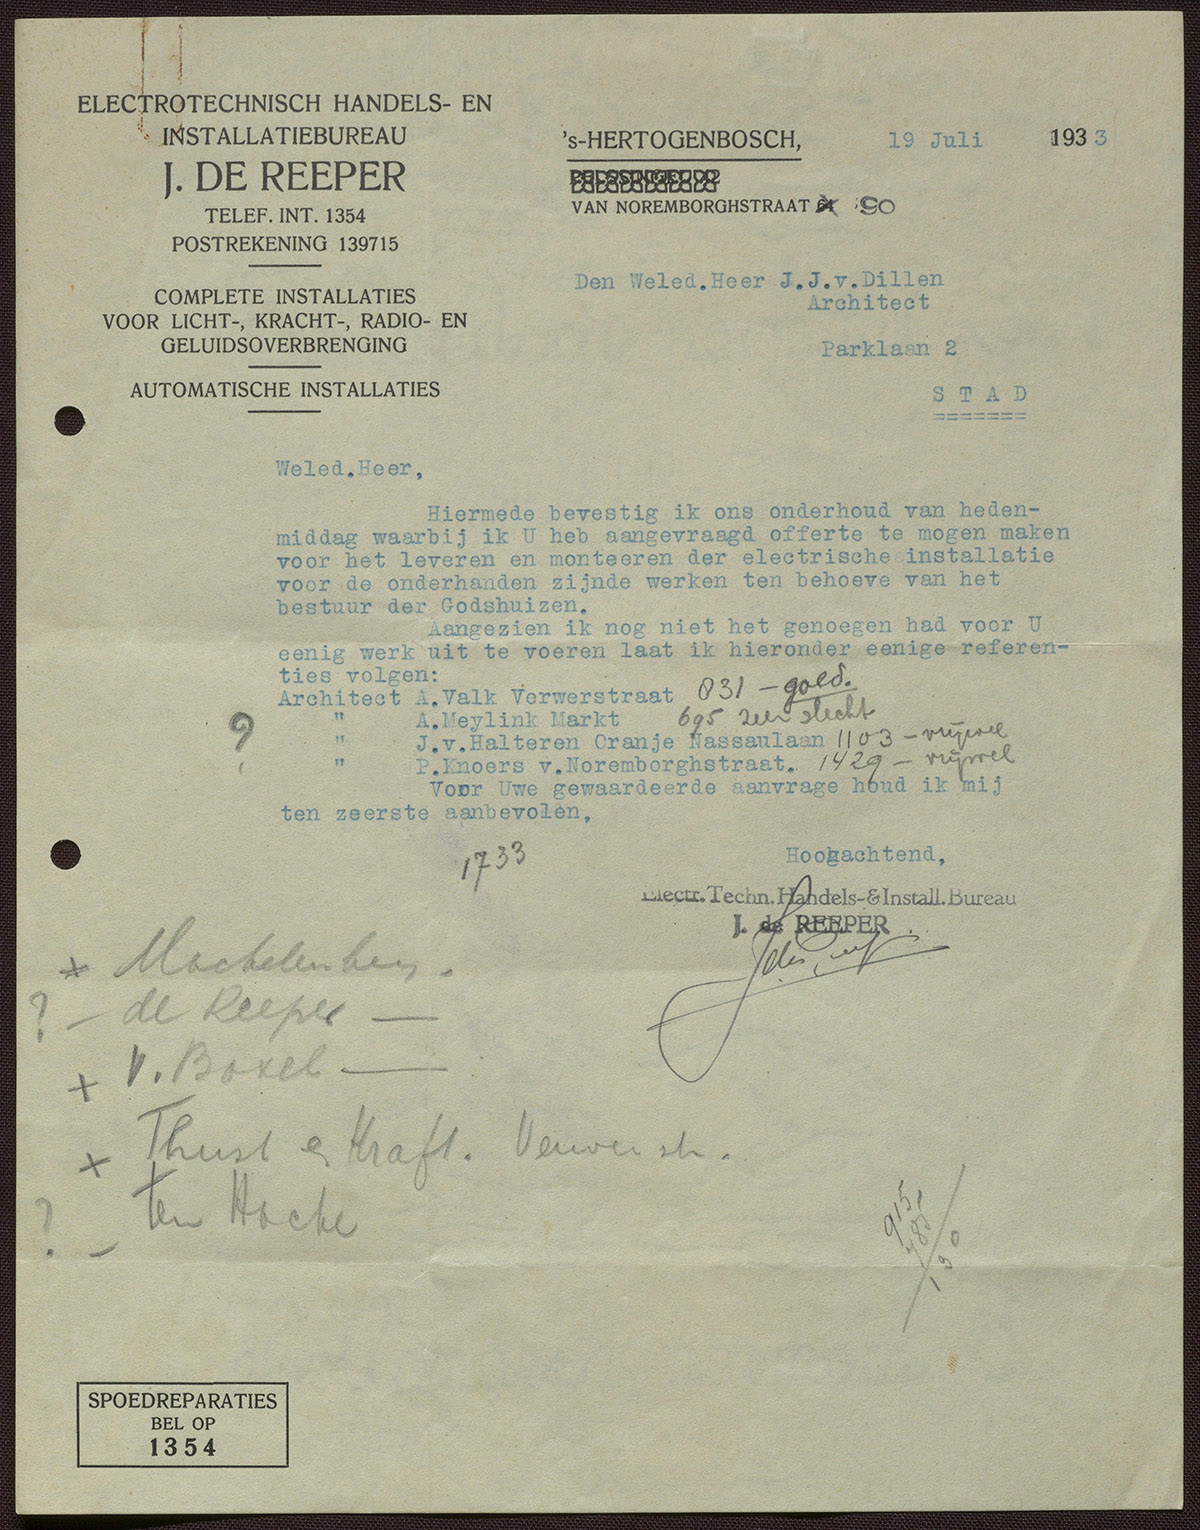 ELECTROTECHNISCH HANDELS- EN
INSTALLATIEBUREAU
J. DE REEPER
TELEF. INT. 1354
POSTREKENING 139715
COMPLETE INSTALLATIES
VOOR LICHT-, KRACHT-, RADIO- EN
GELUIDSOVERBRENGING
AUTOMATISCHE INSTALLATIES
's-HERTOGENBOSCH, 19 Juli 1933
VAN NOREMBORGHSTRAAT 90
Den Weled.Heer J.J.v.Dillen
Architect
Parklaan 2
S T A D
=======
Weled.Heer,
Hiermede bevestig ik ons onderhoud van heden-
middag waarbij ik U heb aangevraagd offerte te mogen maken
voor het leveren en monteeren der electrische installatie
voor de onderhanden zijnde werken ten behoeve van het
bestuur der Godshuizen.
Aangezien ik nog niet het genoegen had voor U
eenig werk uit te voeren laat ik hieronder eenige referen-
ties volgen:
Architect A.Valk Verwerstraat 831 - goed.
" A.Meylink Markt 695 zeer slecht
? " J.v.Halteren Oranje Nassaulaan 1103 -
" P.Knoers v.Noremborghstraat. 1429 -
Voor Uwe gewaardeerde aanvrage houd ik mij
ten zeerste aanbevolen,
1733
Hoogachtend,
Electr. Techn. Handels-& Install. Bureau
J. de REEPER
x Mackelenberg.
? - de Reeper —
x v. Boxel —
x Thust & Kraft. Verwerstr.
? - ten Hacke
915
785
130
SPOEDREPARATIES
BEL OP
1354